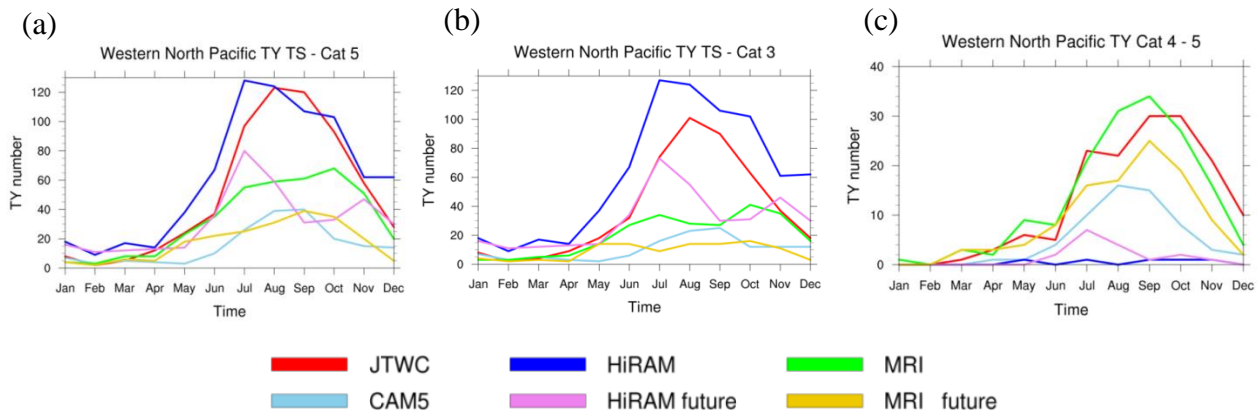 (a)
Western North Pacific TY TS - Cat 5
TY number
120
100
80
60
40
20
0
Jan Feb Mar Apr May Jun Jul Aug Sep Oct Nov Dec
Time
(b)
Western North Pacific TY TS - Cat 3
TY number
120
100
80
60
40
20
0
Jan Feb Mar Apr May Jun Jul Aug Sep Oct Nov Dec
Time
(c)
Western North Pacific TY Cat 4 - 5
TY number
40
30
20
10
0
Jan Feb Mar Apr May Jun Jul Aug Sep Oct Nov Dec
Time
JTWC HiRAM MRI
CAM5 HiRAM future MRI future